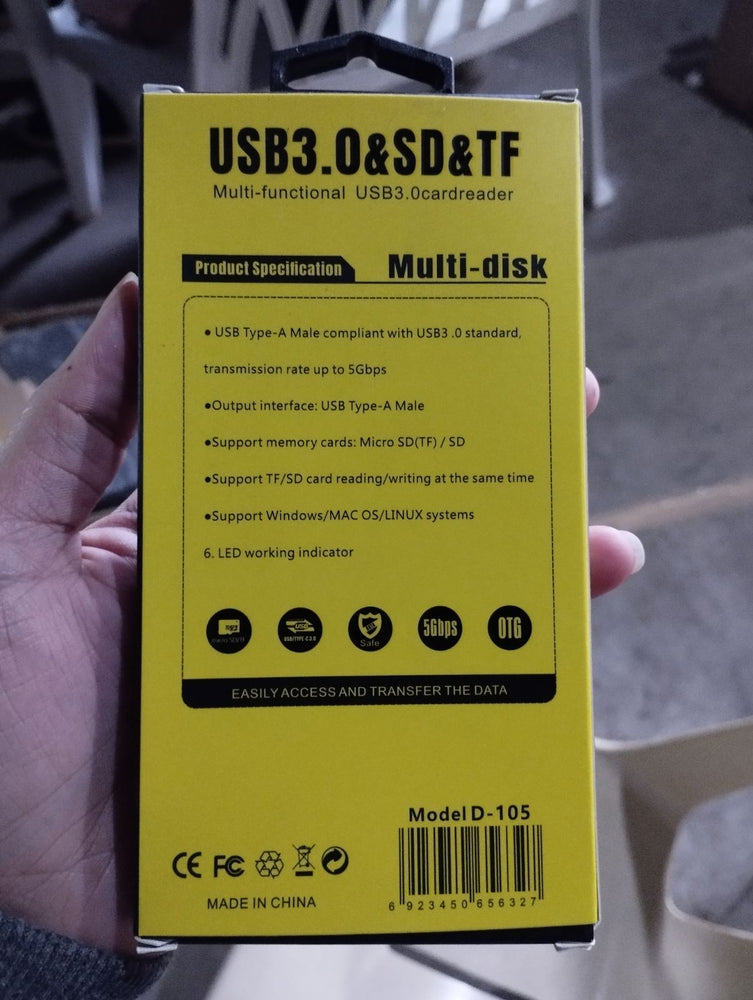 USB3.0&SD&TF
Multi-functional USB3.0cardreader
Product Specification
Multi-disk
● USB Type-A Male compliant with USB3 .0 standard,
transmission rate up to 5Gbps
●Output interface: USB Type-A Male
●Support memory cards: Micro SD(TF) / SD
●Support TF/SD card reading/writing at the same time
●Support Windows/MAC OS/LINUX systems
6. LED working indicator
USB
Safe
5Gbps
OTG
EASILY ACCESS AND TRANSFER THE DATA
Model D-105
CE FC
MADE IN CHINA
6 923450 656327